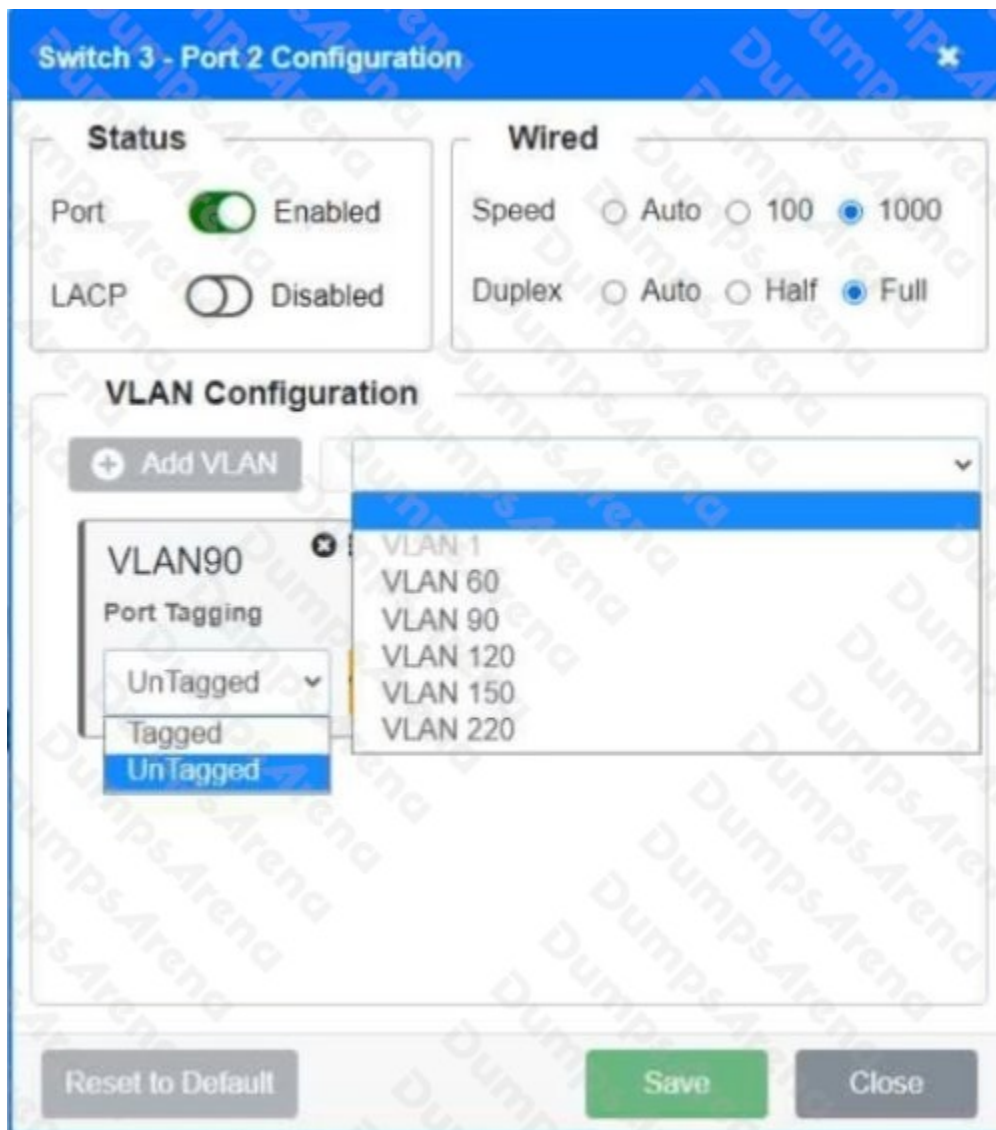 Switch 3 - Port 2 Configuration
Status
Port Enabled
LACP Disabled
Wired
Speed Auto 100 1000
Duplex Auto Half Full
VLAN Configuration
Add VLAN
VLAN90
Port Tagging
UnTagged
Tagged
UnTagged
VLAN 1
VLAN 60
VLAN 90
VLAN 120
VLAN 150
VLAN 220
Reset to Default
Save
Close
DumpsArena